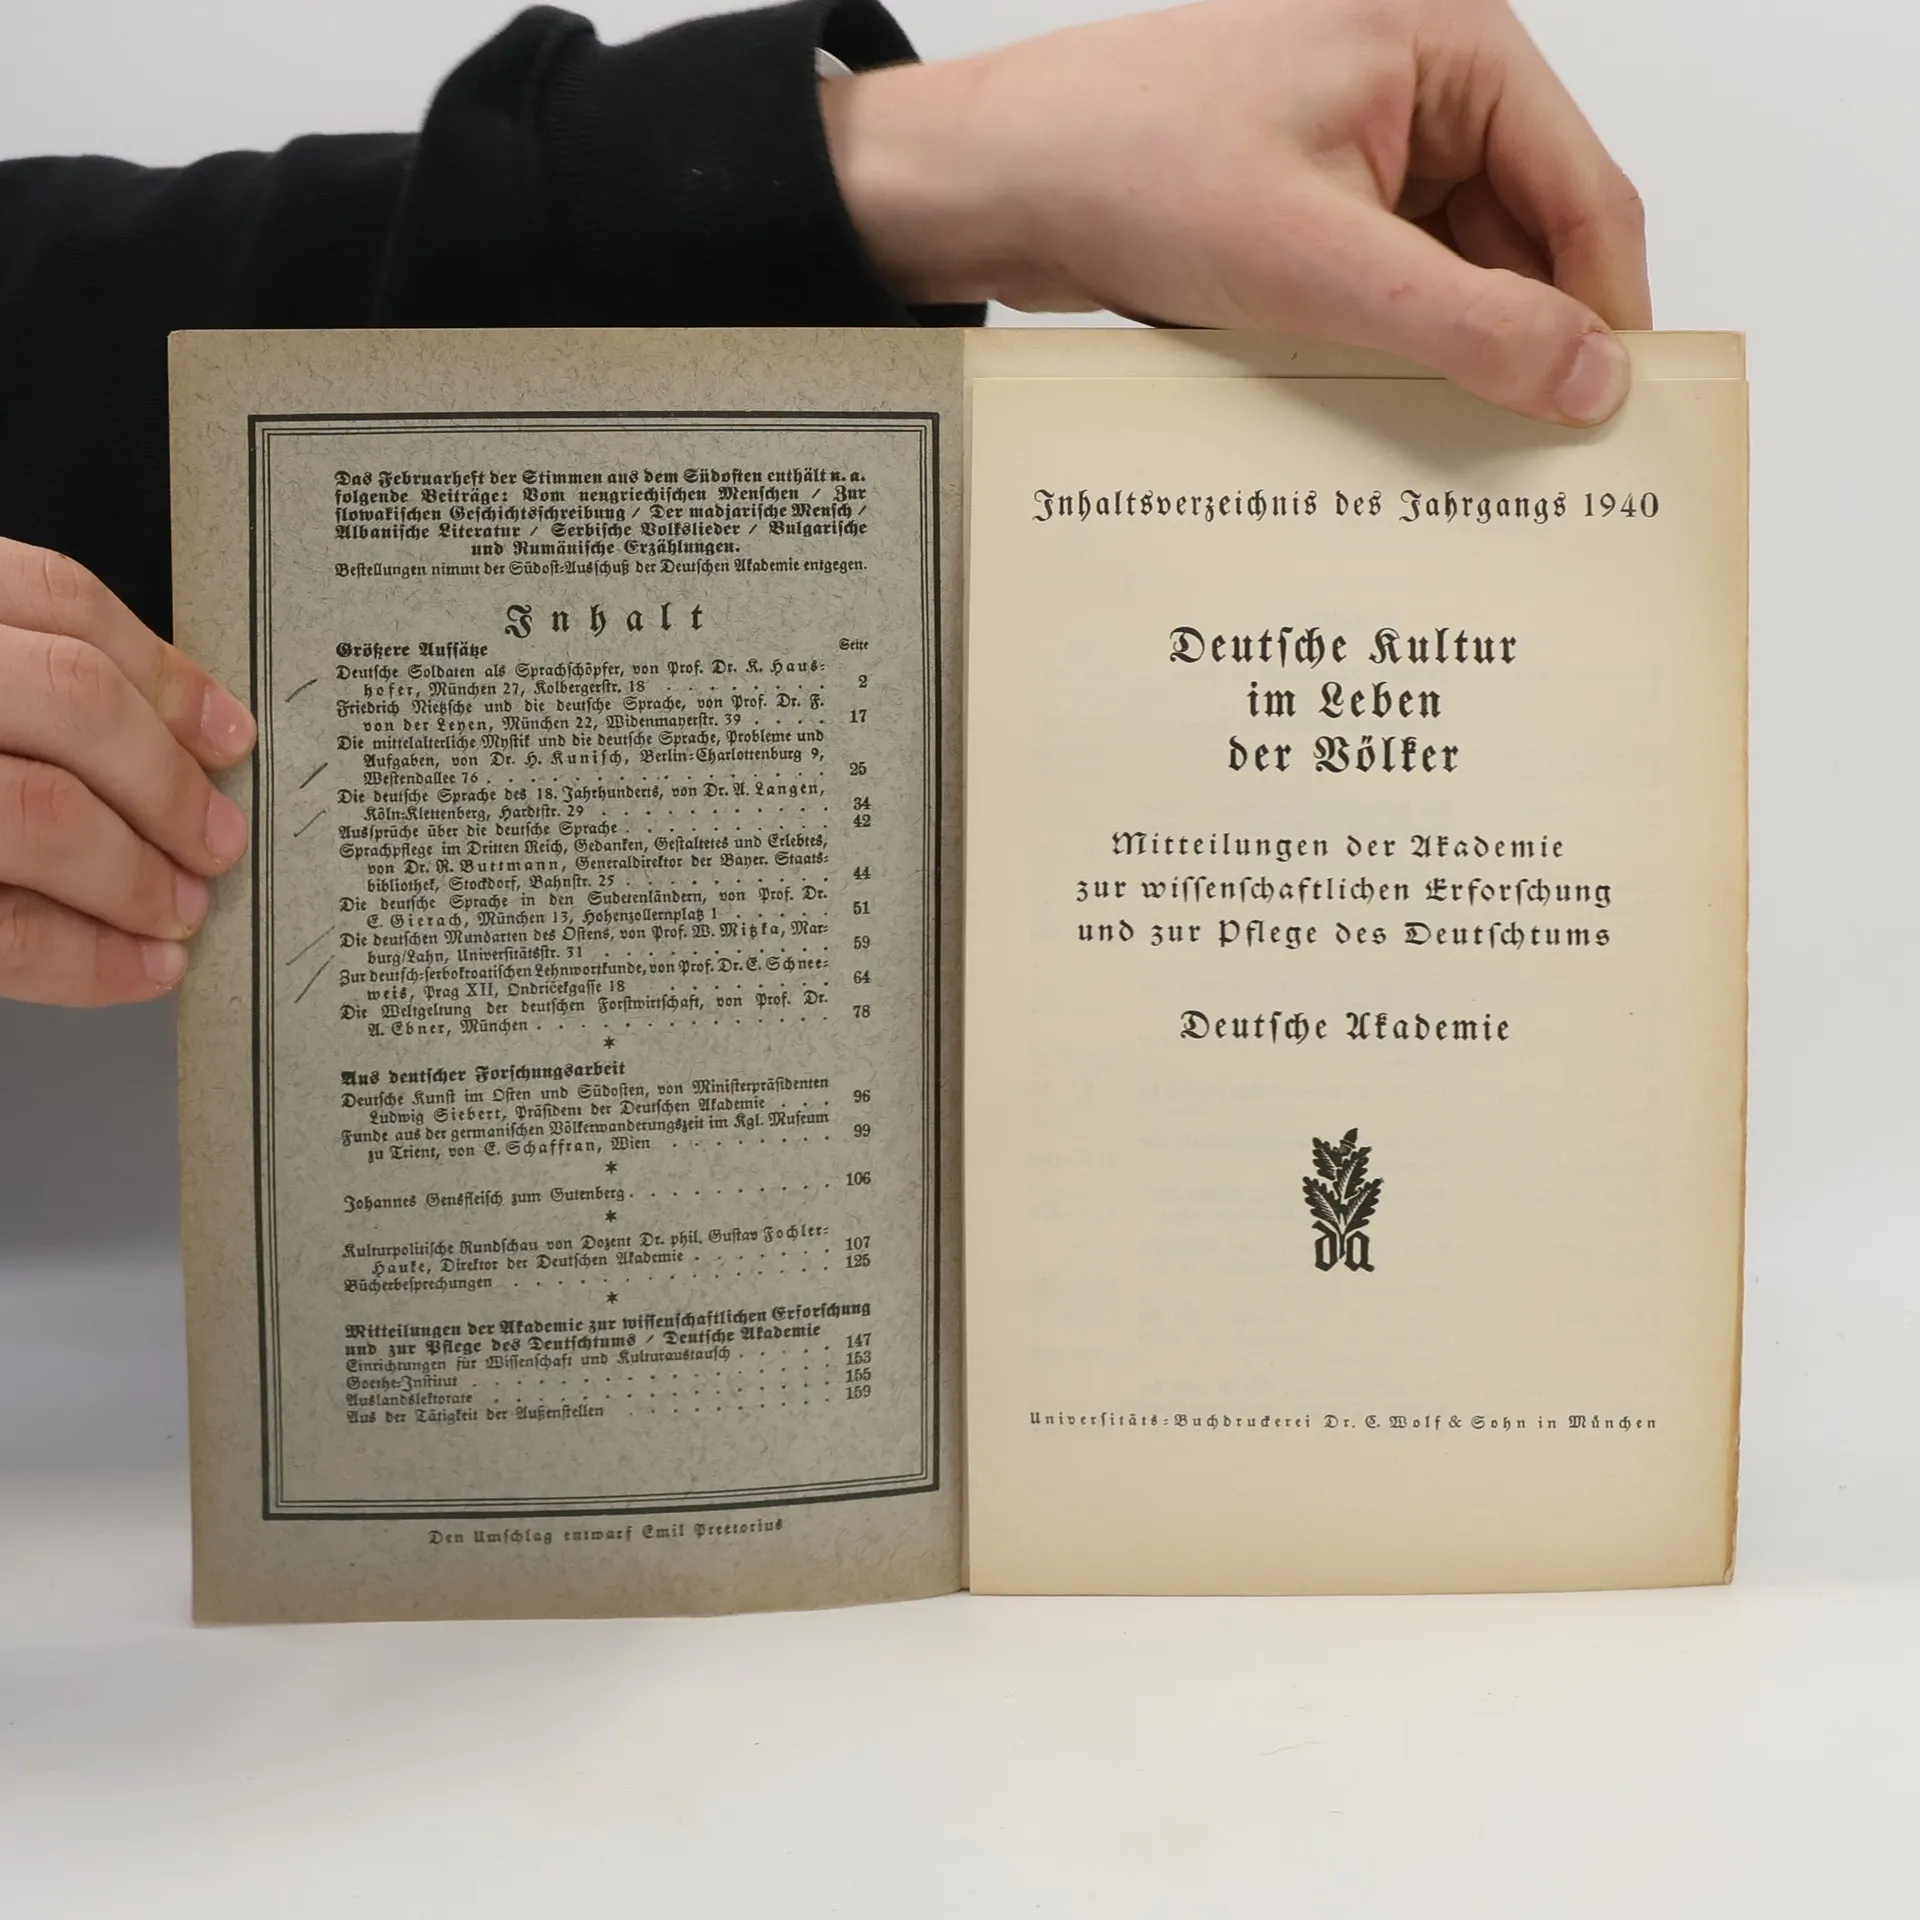 Das Februarheft der Stimmen aus dem Südosten enthält u. a.
folgende Beiträge: Vom neugriechischen Menschen / Zur
slowakischen Geschichtsschreibung / Der madjarische Mensch /
Albanische Literatur / Serbische Volkslieder / Bulgarische
und Rumänische Erzählungen.
Bestellungen nimmt der Südost-Ausschuß der Deutschen Akademie entgegen.
Inhalt
Größere Aufsätze Seite
Deutsche Soldaten als Sprachschöpfer, von Prof. Dr. K. Haus-
hofer, München 27, Kolbergerstr. 18 . . . . . . . 2
Friedrich Nietzsche und die deutsche Sprache, von Prof. Dr. F.
von der Leyen, München 22, Widenmayerstr. 39 . . . . 17
Die mittelalterliche Mystik und die deutsche Sprache, Probleme und
Aufgaben, von Dr. H. Kunisch, Berlin-Charlottenburg 9,
Westendallee 76 . . . . . . . . . . . . . . 25
Die deutsche Sprache des 18. Jahrhunderts, von Dr. A. Langen,
Köln-Klettenberg, Hardtstr. 29 . . . . . . . . . 34
Aussprüche über die deutsche Sprache . . . . . . . . 42
Sprachpflege im Dritten Reich, Gedanken, Gestaltetes und Erlebtes,
von Dr. R. Buttmann, Generaldirektor der Bayer. Staats-
bibliothek, Stockdorf, Bahnstr. 25 . . . . . . . . 44
Die deutsche Sprache in den Sudetenländern, von Prof. Dr.
E. Gierach, München 13, Hohenzollernplatz 1 . . . . . 51
Die deutschen Mundarten des Ostens, von Prof. W. Mitzka, Mar-
burg/Lahn, Universitätsstr. 31 . . . . . . . . . 59
Zur deutsch-serbokroatischen Lehnwortkunde, von Prof. Dr. E. Schnee-
weis, Prag XII, Ondričekgasse 18 . . . . . . . . 64
Die Weltgeltung der deutschen Forstwirtschaft, von Prof. Dr.
A. Ebner, München . . . . . . . . . . . . 78
*
Aus deutscher Forschungsarbeit
Deutsche Kunst im Osten und Südosten, von Ministerpräsidenten
Ludwig Siebert, Präsident der Deutschen Akademie . . . 96
Funde aus der germanischen Völkerwanderungszeit im Kgl. Museum
zu Trient, von E. Schaffran, Wien . . . . . . . . 99
*
Johannes Gensfleisch zum Gutenberg . . . . . . . . . 106
*
Kulturpolitische Rundschau von Dozent Dr. phil. Gustav Fochler-
Hauke, Direktor der Deutschen Akademie . . . . . . 107
Bücherbesprechungen . . . . . . . . . . . . . 125
*
Mitteilungen der Akademie zur wissenschaftlichen Erforschung
und zur Pflege des Deutschtums / Deutsche Akademie
Einrichtungen für Wissenschaft und Kulturaustausch . . . . . 147
Goethe-Institut . . . . . . . . . . . . . . 153
Auslandslektorate . . . . . . . . . . . . . . 155
Aus der Tätigkeit der Außenstellen . . . . . . . . . 159
Den Umschlag entwarf Emil Preetorius
Inhaltsverzeichnis des Jahrgangs 1940
Deutsche Kultur
im Leben
der Völker
Mitteilungen der Akademie
zur wissenschaftlichen Erforschung
und zur Pflege des Deutschtums
Deutsche Akademie
da
Universitäts-Buchdruckerei Dr. C. Wolf & Sohn in München